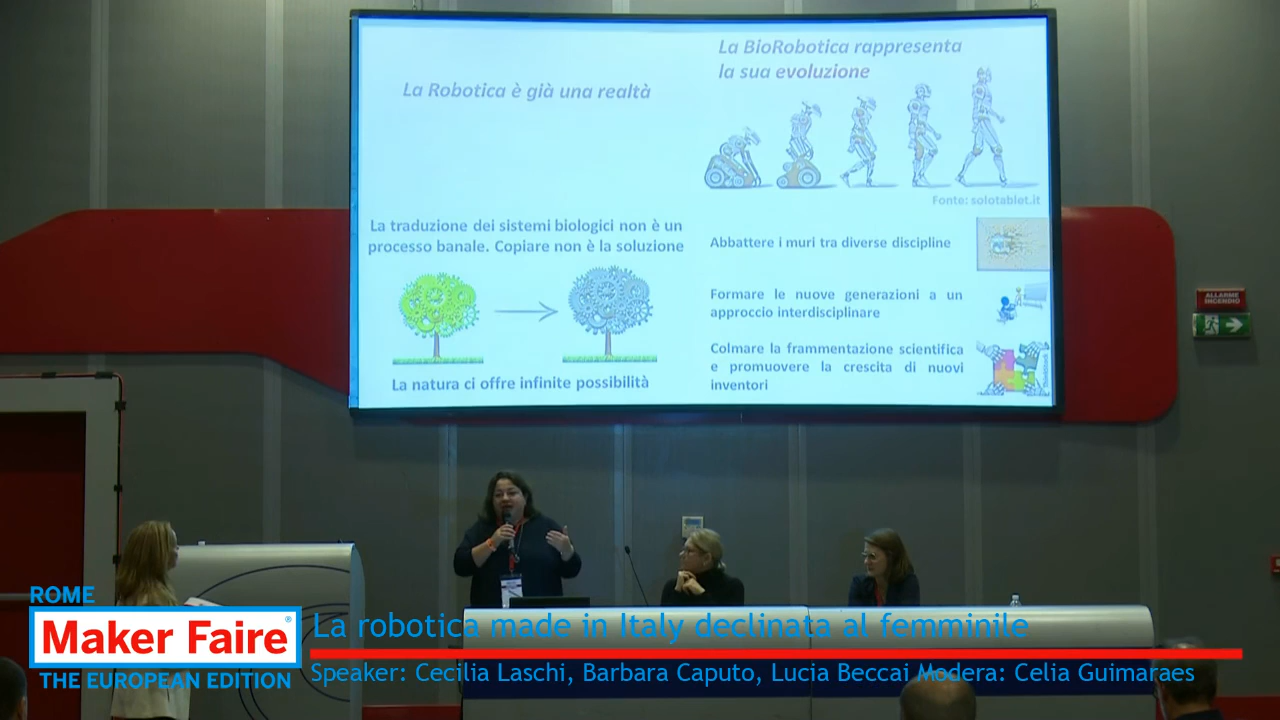 La Robotica è già una realtà
La BioRobotica rappresenta
la sua evoluzione
Fonte: solotablet.it
La traduzione dei sistemi biologici non è un
processo banale. Copiare non è la soluzione
La natura ci offre infinite possibilità
Abbattere i muri tra diverse discipline
Formare le nuove generazioni a un
approccio interdisciplinare
Colmare la frammentazione scientifica
e promuovere la crescita di nuovi
inventori
ALLARME
INCENDIO
ROME
Maker Faire®
THE EUROPEAN EDITION
La robotica made in Italy declinata al femminile
Speaker: Cecilia Laschi, Barbara Caputo, Lucia Beccai Modera: Celia Guimaraes